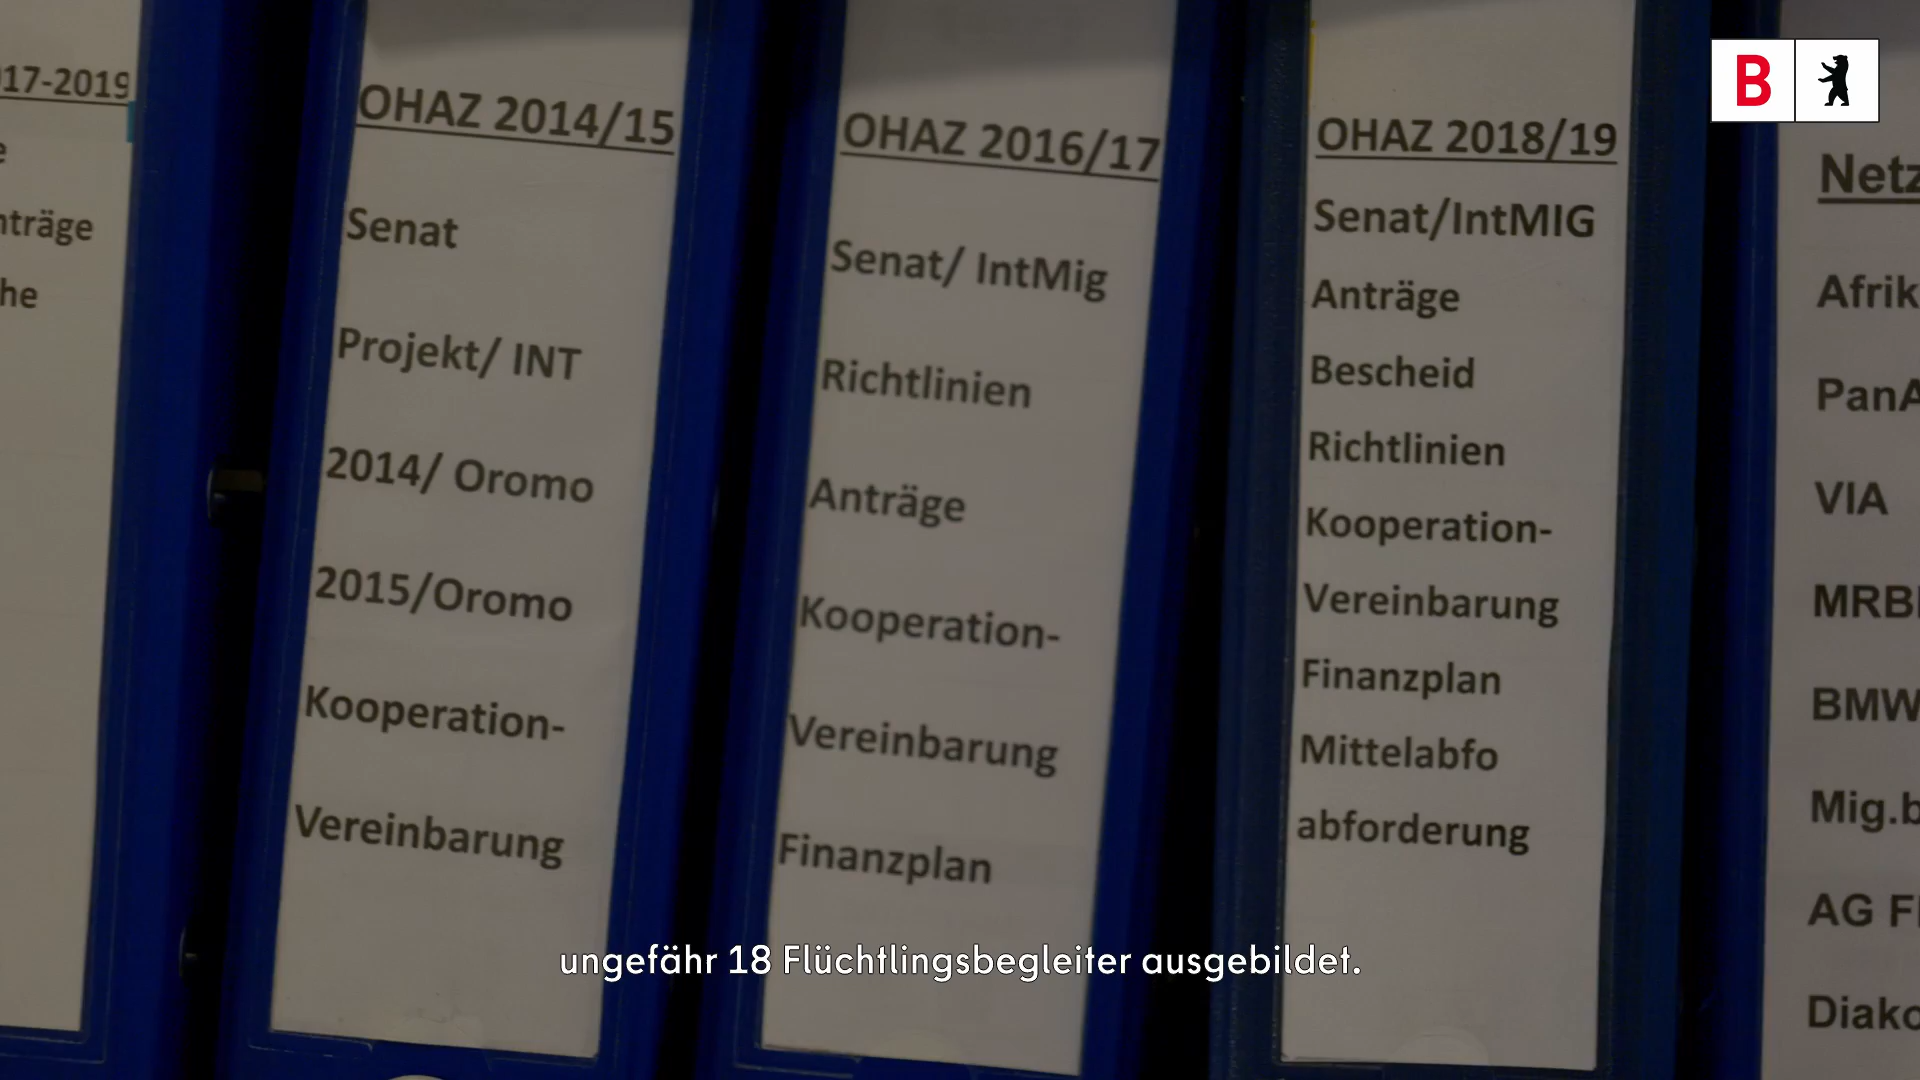 17-2019
nträge
he
OHAZ 2014/15
Senat
Projekt/ INT
2014/ Oromo
2015/Oromo
Kooperation-
Vereinbarung
OHAZ 2016/17
Senat/ IntMig
Richtlinien
Anträge
Kooperation-
Vereinbarung
Finanzplan
OHAZ 2018/19
Senat/IntMIG
Anträge
Bescheid
Richtlinien
Kooperation-
Vereinbarung
Finanzplan
Mittelabfo
abforderung
B
Netz
Afrik
PanA
VIA
MRB
BMW
Mig.b
AG F
Diako
ungefähr 18 Flüchtlingsbegleiter ausgebildet.